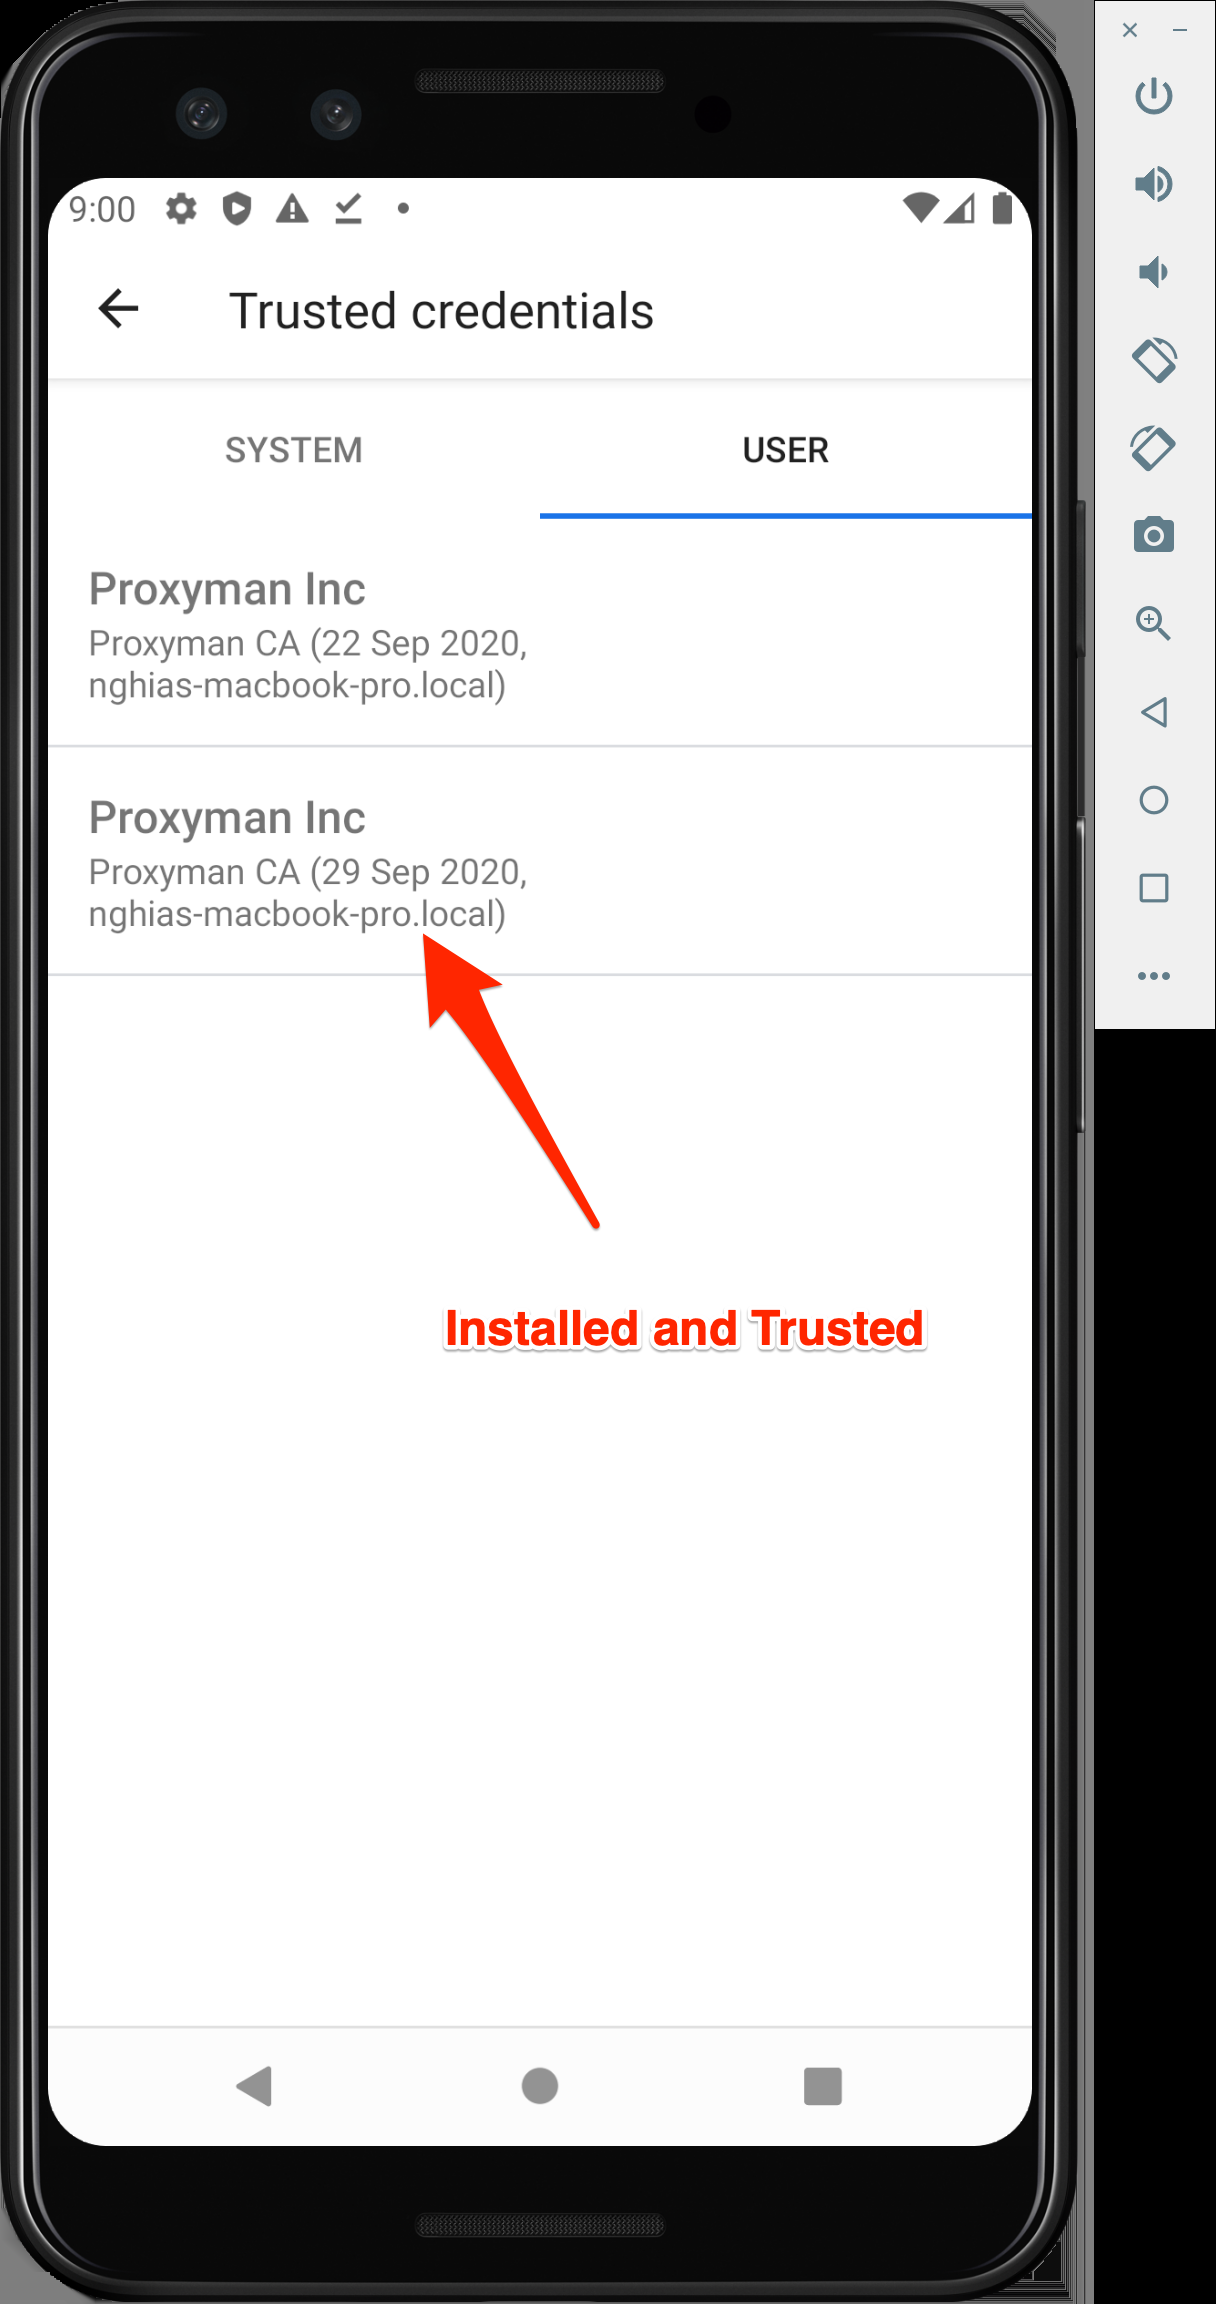 9:00
Trusted credentials
SYSTEM
USER
Proxyman Inc
Proxyman CA (22 Sep 2020,
nghias-macbook-pro.local)
Proxyman Inc
Proxyman CA (29 Sep 2020,
nghias-macbook-pro.local)
Installed and Trusted